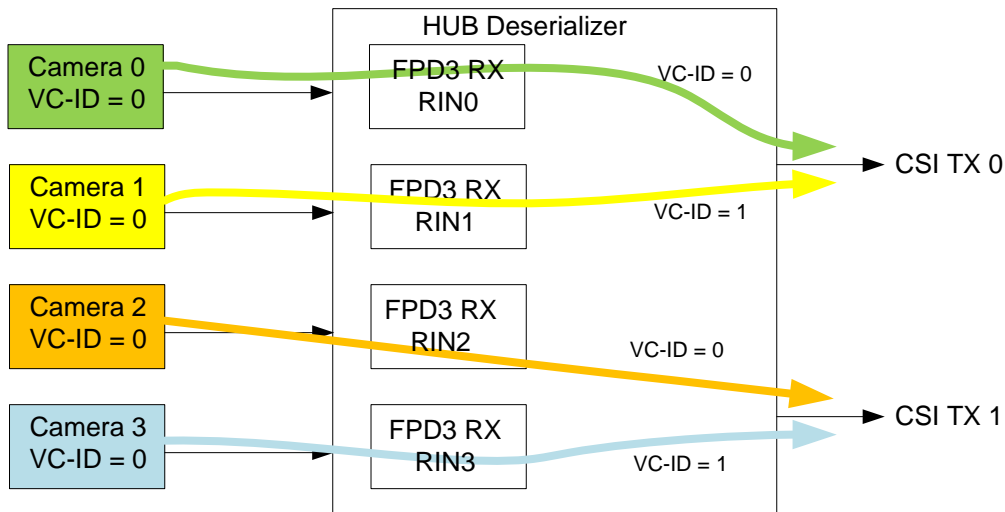 HUB Deserializer
Camera 0
VC-ID = 0
FPD3 RX
RIN0
VC-ID = 0
CSI TX 0
Camera 1
VC-ID = 0
FPD3 RX
RIN1
VC-ID = 1
Camera 2
VC-ID = 0
FPD3 RX
RIN2
VC-ID = 0
CSI TX 1
Camera 3
VC-ID = 0
FPD3 RX
RIN3
VC-ID = 1